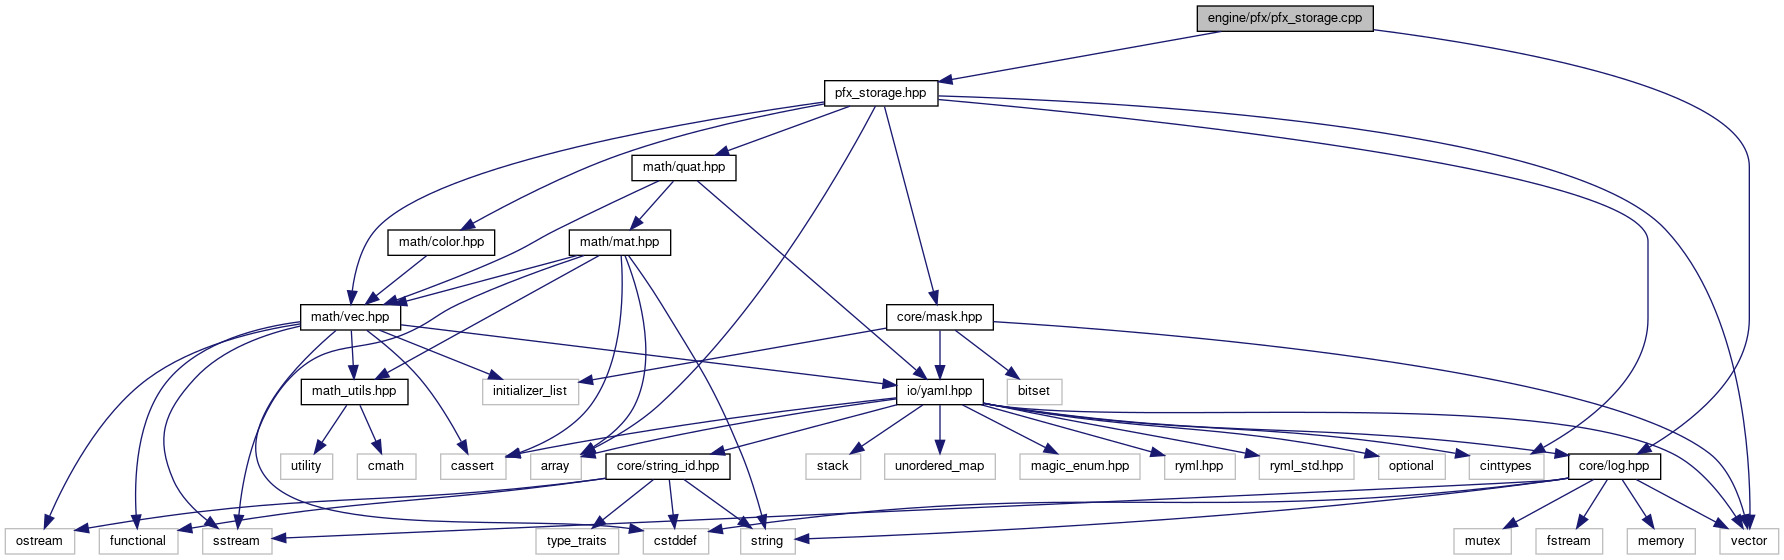 engine/pfx/pfx_storage.cpp
pfx_storage.hpp
math/quat.hpp
math/color.hpp
math/mat.hpp
math/vec.hpp
core/mask.hpp
math_utils.hpp
initializer_list
io/yaml.hpp
bitset
utility
cmath
cassert
array
core/string_id.hpp
stack
unordered_map
magic_enum.hpp
ryml.hpp
ryml_std.hpp
optional
cinttypes
core/log.hpp
ostream
functional
sstream
type_traits
cstddef
string
mutex
fstream
memory
vector